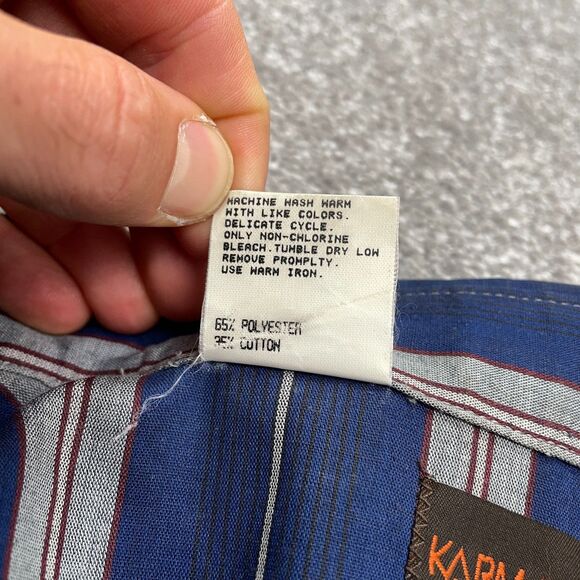 MACHINE WASH WARM
WITH LIKE COLORS.
DELICATE CYCLE.
ONLY NON-CHLORINE
BLEACH.TUMBLE DRY LOW
REMOVE PROMPLTY.
USE WARM IRON.
65% POLYESTER
35% COTTON